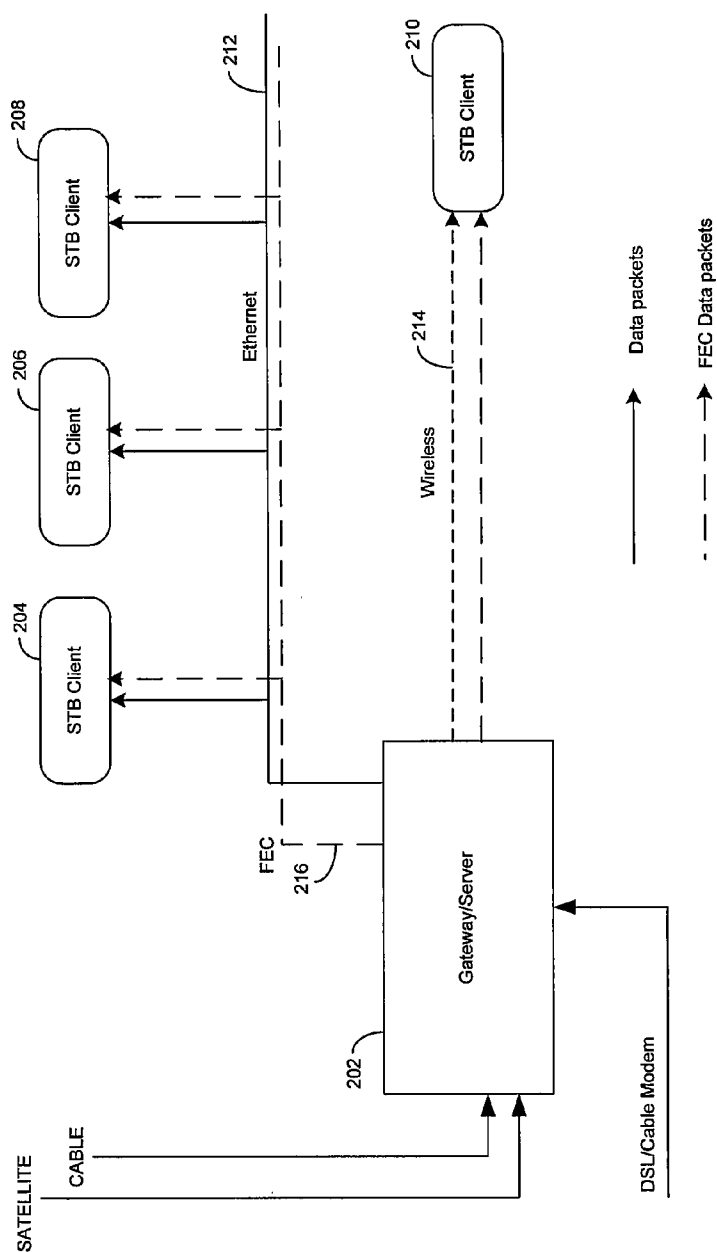 SATELLITE
CABLE
DSL/Cable Modem
202
Gateway/Server
FEC
216
Ethernet
212
204
STB Client
206
STB Client
208
STB Client
Wireless
214
210
STB Client
Data packets
FEC Data packets